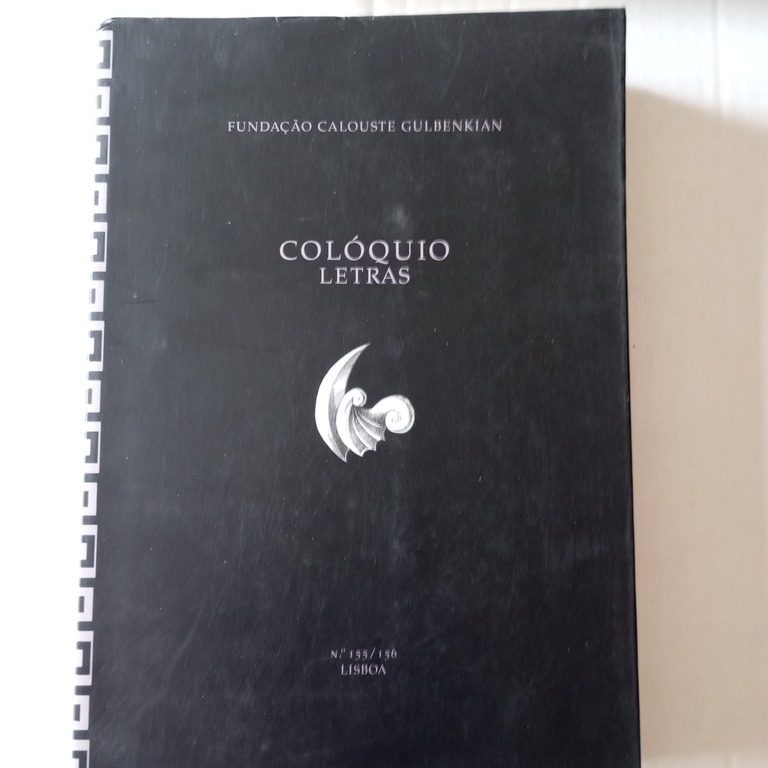 FUNDAÇÃO CALOUSTE GULBENKIAN
COLÓQUIO
LETRAS
N.º 155/156
LISBOA